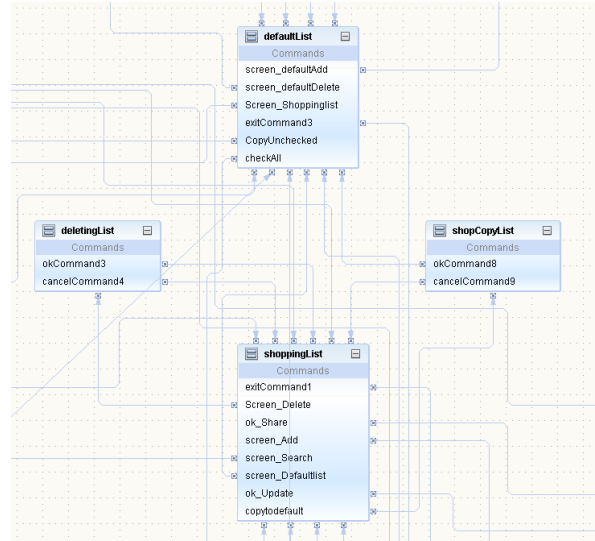 defaultList
Commands
screen_defaultAdd
screen_defaultDelete
Screen_Shoppinglist
exitCommand3
CopyUnchecked
checkAll
deletingList
Commands
okCommand3
cancelCommand4
shopCopyList
Commands
okCommand8
cancelCommand9
shoppingList
Commands
exitCommand1
Screen_Delete
ok_Share
screen_Add
screen_Search
screen_Defaultlist
ok_Update
copytodefault